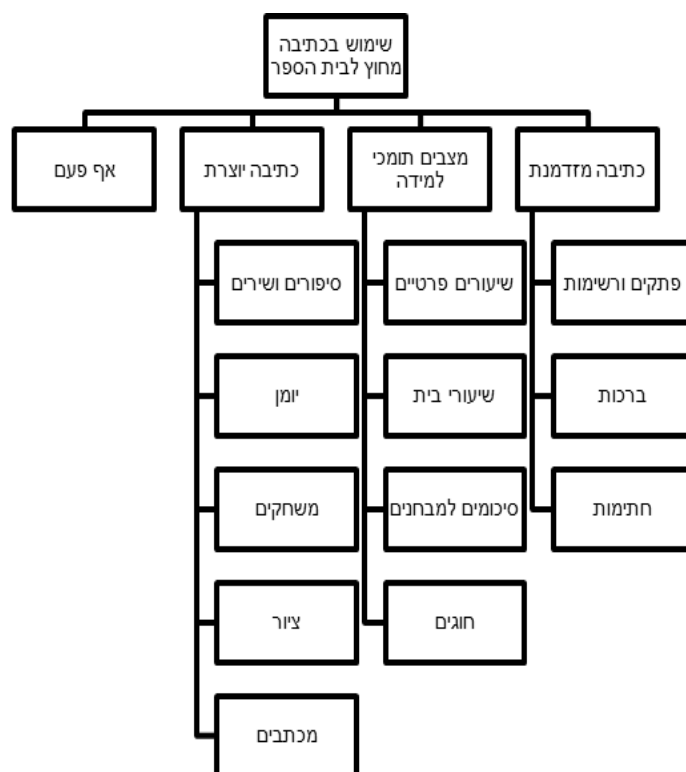 שימוש בכתיבה
מחוץ לבית הספר
כתיבה מזדמנת
מצבים תומכי
למידה
כתיבה יוצרת
אף פעם
פתקים ורשימות
ברכות
חתימות
שיעורים פרטיים
שיעורי בית
סיכומים למבחנים
חוגים
סיפורים ושירים
יומן
משחקים
ציור
מכתבים